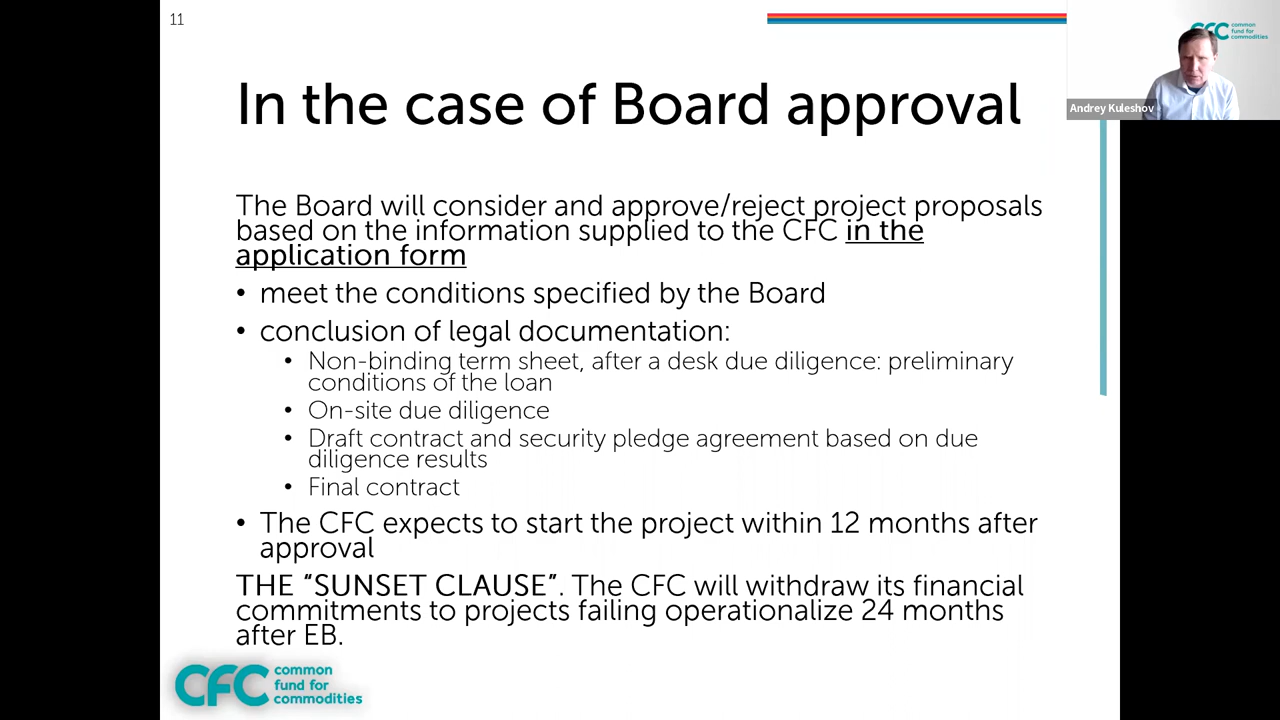 11
CFC common fund for commodities
Andrey Kuleshov
In the case of Board approval
The Board will consider and approve/reject project proposals
based on the information supplied to the CFC in the
application form
• meet the conditions specified by the Board
• conclusion of legal documentation:
• Non-binding term sheet, after a desk due diligence: preliminary
conditions of the loan
• On-site due diligence
• Draft contract and security pledge agreement based on due
diligence results
• Final contract
• The CFC expects to start the project within 12 months after
approval
THE “SUNSET CLAUSE”. The CFC will withdraw its financial
commitments to projects failing operationalize 24 months
after EB.
CFC common
fund for
commodities